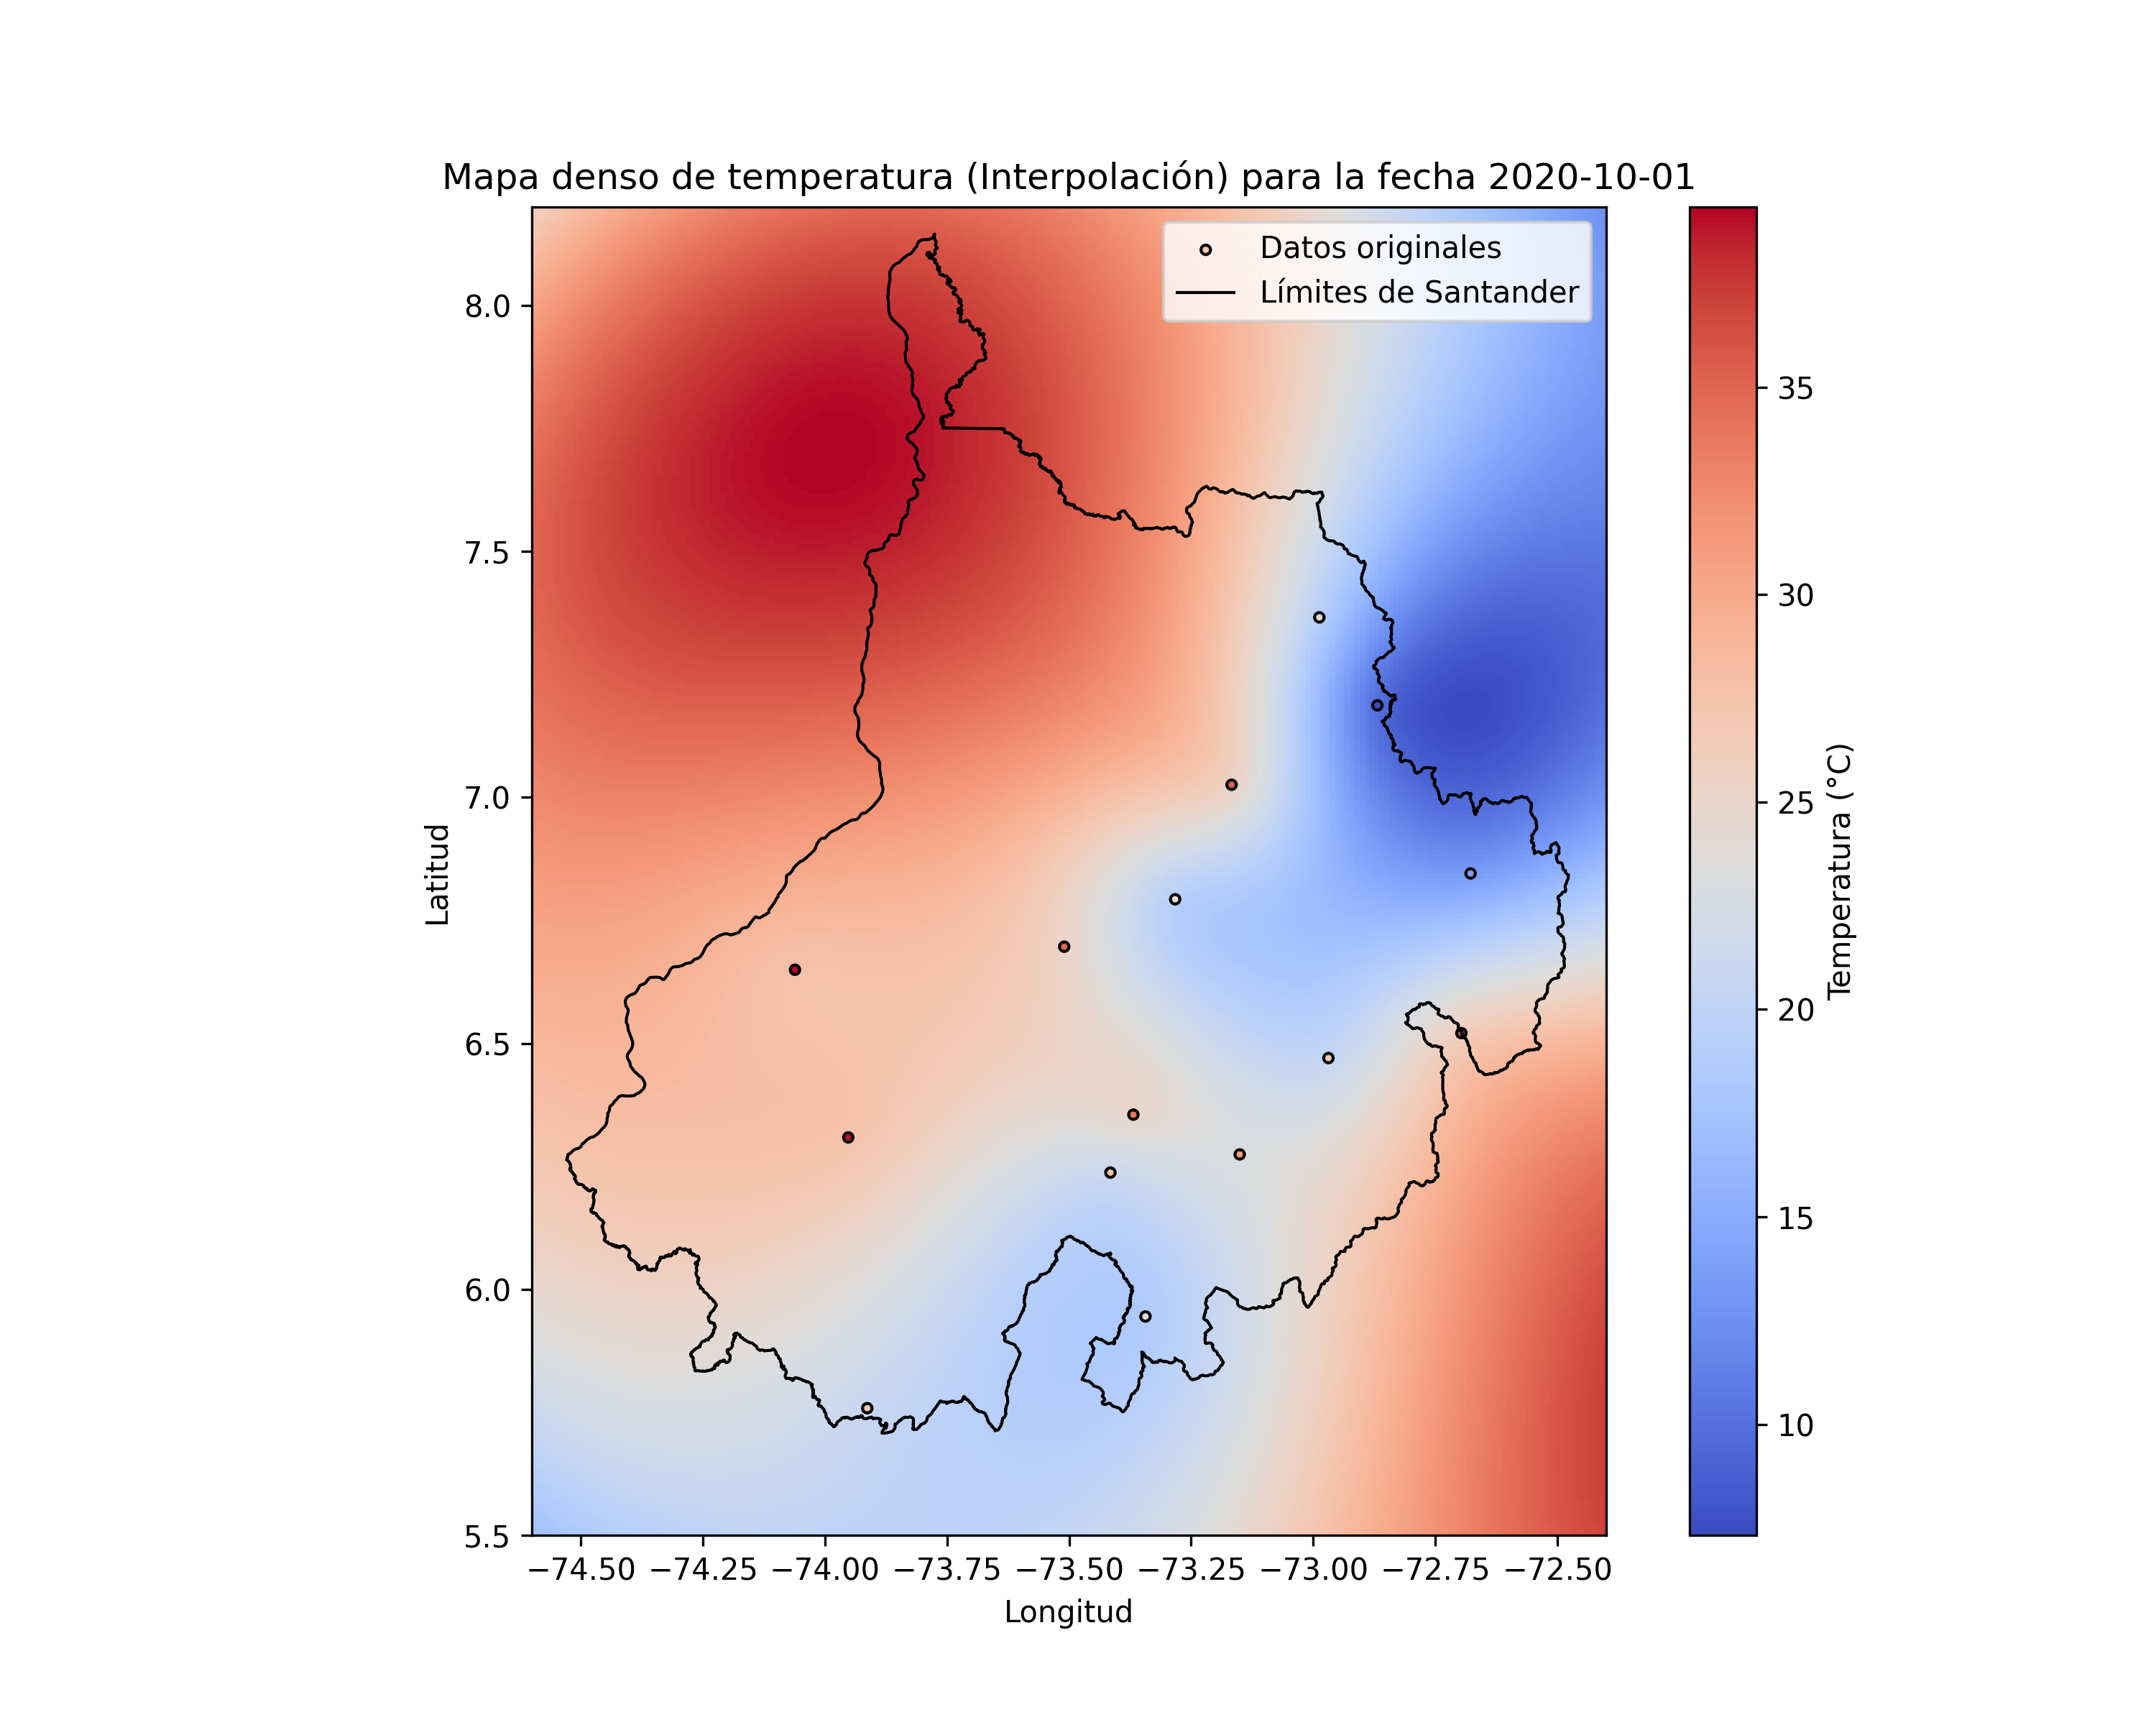 Mapa denso de temperatura (Interpolación) para la fecha 2020-10-01
Datos originales
Límites de Santander
8.0
7.5
7.0
6.5
6.0
5.5
Latitud
−74.50 −74.25 −74.00 −73.75 −73.50 −73.25 −73.00 −72.75 −72.50
Longitud
35
30
25
20
15
10
Temperatura (°C)